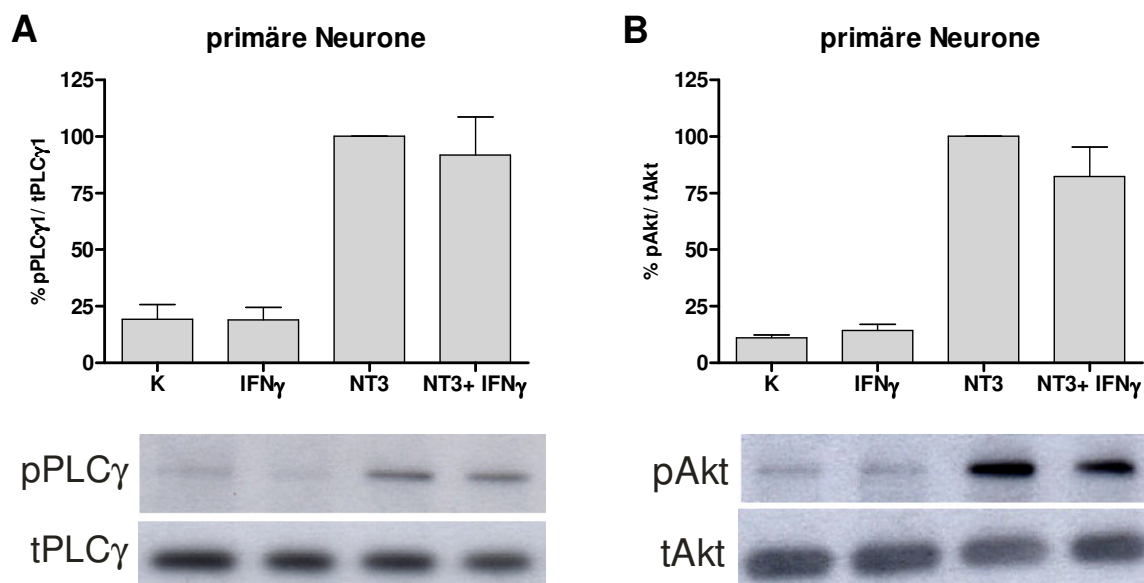 A
primäre Neurone
% pPLCγ1/ tPLCγ1
125
100
75
50
25
0
K IFNγ NT3 NT3+ IFNγ
pPLCγ
tPLCγ
B
primäre Neurone
% pAkt/ tAkt
125
100
75
50
25
0
K IFNγ NT3 NT3+ IFNγ
pAkt
tAkt